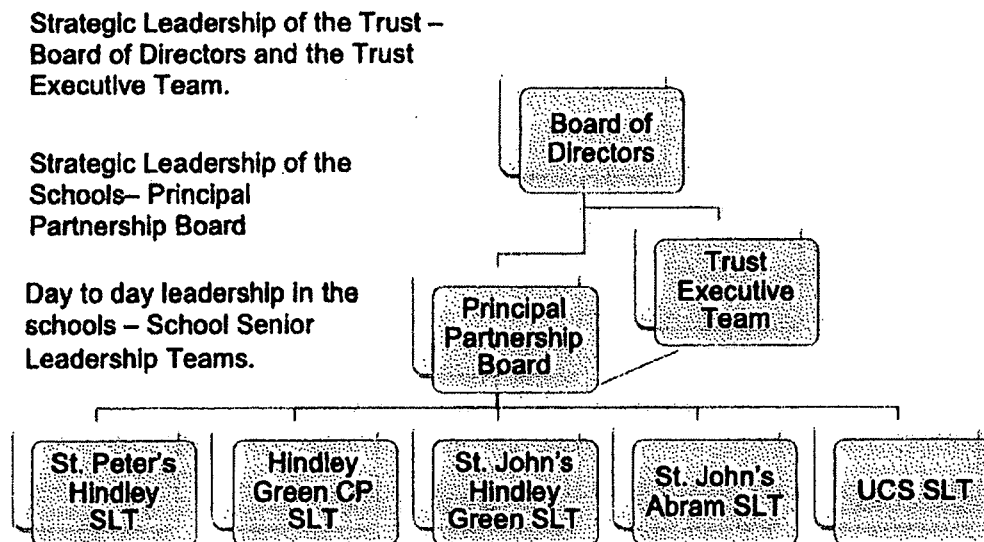 Strategic Leadership of the Trust –
Board of Directors and the Trust
Executive Team.
Strategic Leadership of the
Schools– Principal
Partnership Board
Day to day leadership in the
schools – School Senior
Leadership Teams.
Board of
Directors
Trust
Executive
Team
Principal
Partnership
Board
St. Peter's
Hindley
SLT
Hindley
Green CP
SLT
St. John's
Hindley
Green SLT
St. John's
Abram SLT
UCS SLT